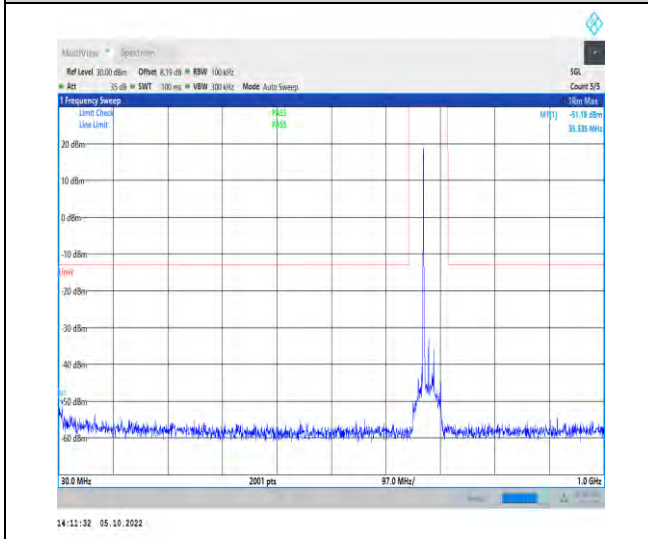 MultiView Spectrum
Ref Level 30.00 dBm Offset 8.19 dB RBW 100 kHz SGL
Att 35 dB SWT 100 ms VBW 300 kHz Mode Auto Sweep Count 5/5
1 Frequency Sweep 1Rm Max
Limit Check PASS M1[1] -51.18 dBm
Line Limit PASS 35.335 MHz
20 dBm
10 dBm
0 dBm
-10 dBm
Limit
-20 dBm
-30 dBm
-40 dBm
M1
-50 dBm
-60 dBm
30.0 MHz 2001 pts 97.0 MHz/ 1.0 GHz
14:11:32 05.10.2022